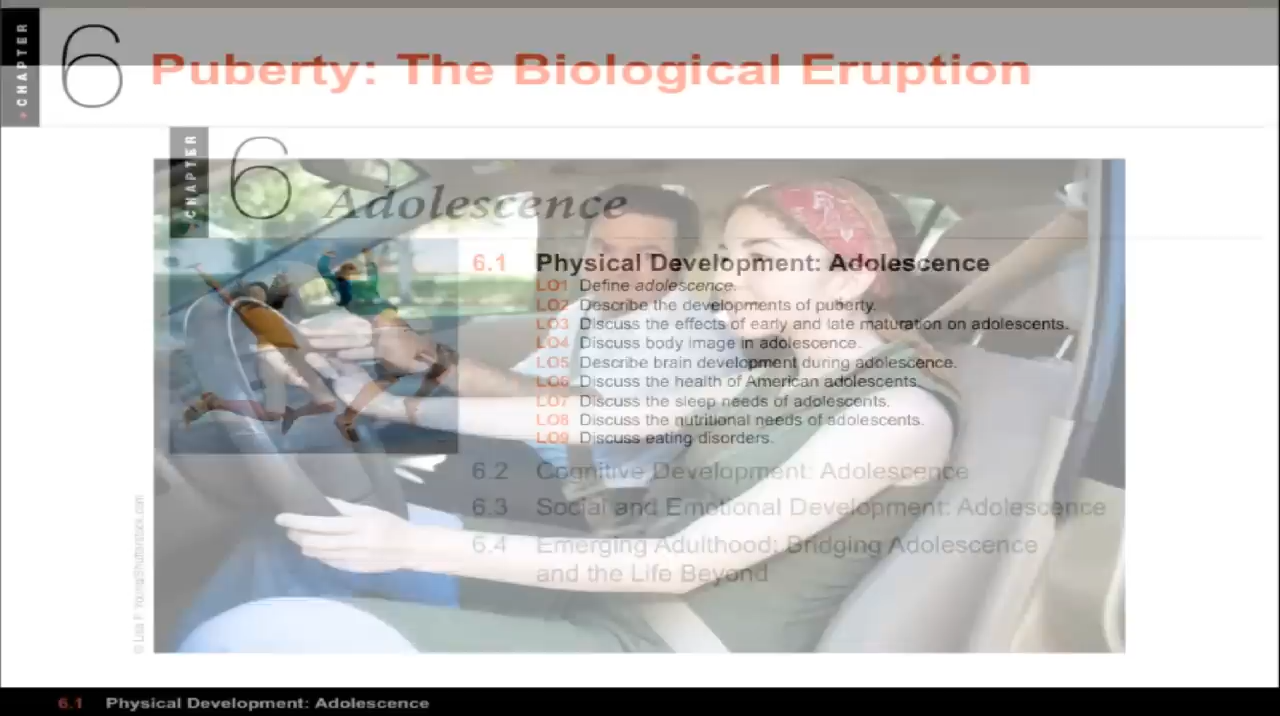 CHAPTER
6 Puberty: The Biological Eruption
CHAPTER
6 Adolescence
6.1 Physical Development: Adolescence
LO1 Define adolescence.
LO2 Describe the developments of puberty.
LO3 Discuss the effects of early and late maturation on adolescents.
LO4 Discuss body image in adolescence.
LO5 Describe brain development during adolescence.
LO6 Discuss the health of American adolescents.
LO7 Discuss the sleep needs of adolescents.
LO8 Discuss the nutritional needs of adolescents.
LO9 Discuss eating disorders.
6.2 Cognitive Development: Adolescence
6.3 Social and Emotional Development: Adolescence
6.4 Emerging Adulthood: Bridging Adolescence
and the Life Beyond
6.1 Physical Development: Adolescence